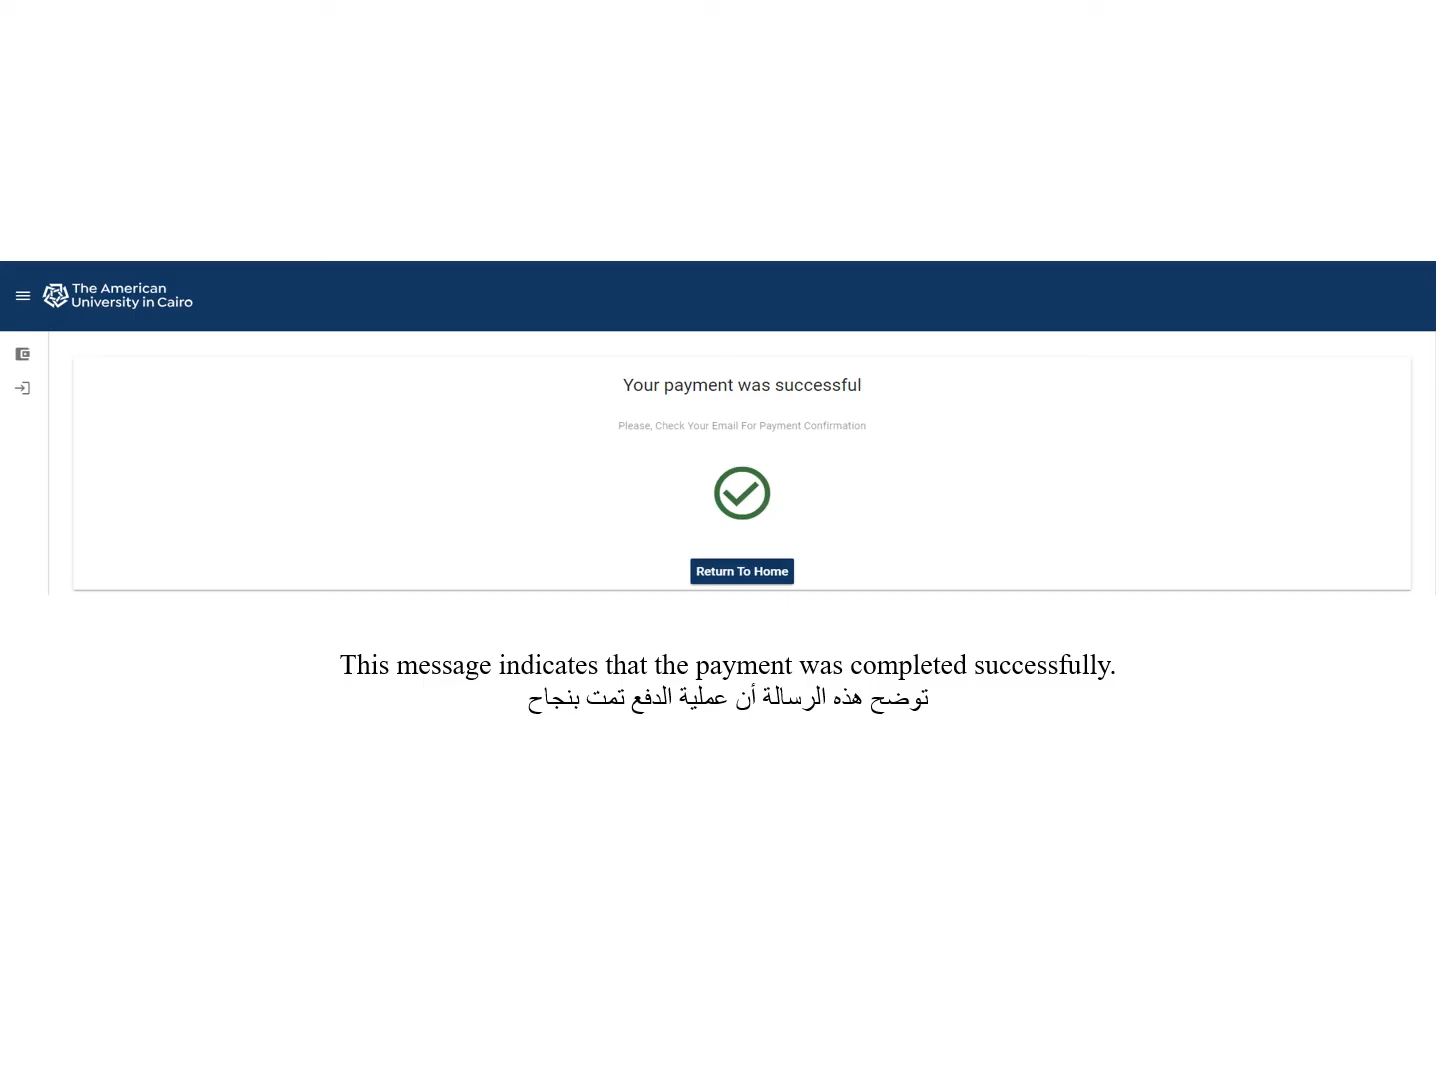 The American
University in Cairo
Your payment was successful
Please, Check Your Email For Payment Confirmation
Return To Home
This message indicates that the payment was completed successfully.
توضح هذه الرسالة أن عملية الدفع تمت بنجاح